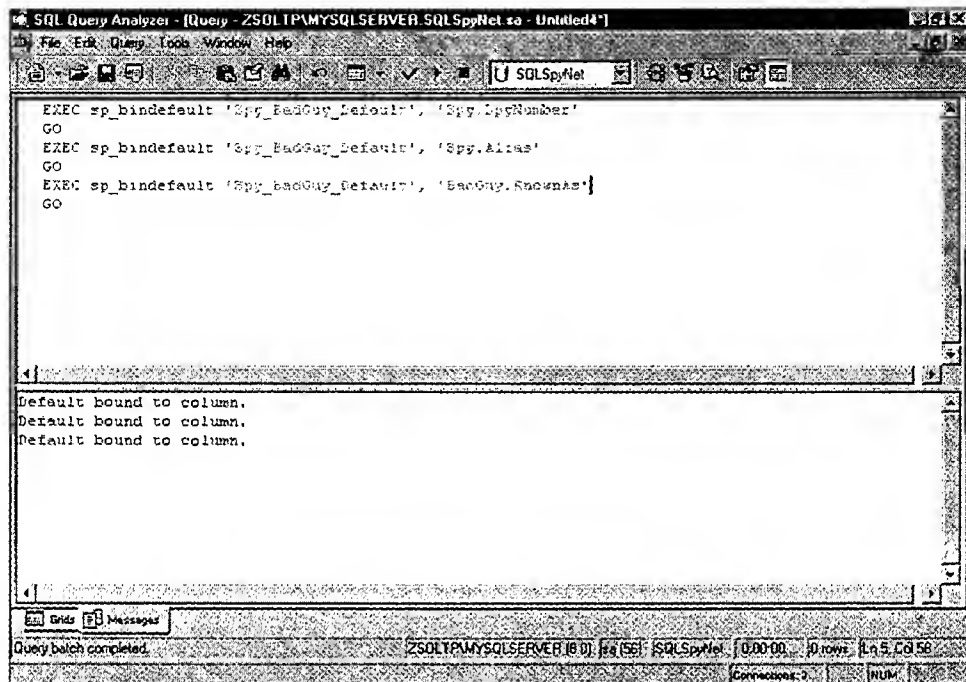 SQL Query Analyzer - [Query - ZSOLTP\MYSQLSERVER.SQLSpyNet.sa - Untitled4*]
File Edit Query Tools Window Help
SQLSpyNet
EXEC sp_bindefault 'Spy_BadGuy_Default', 'Spy.SpyNumber'
GO
EXEC sp_bindefault 'Spy_BadGuy_Default', 'Spy.Alias'
GO
EXEC sp_bindefault 'Spy_BadGuy_Default', 'BadGuy.KnownAs'
GO
Default bound to column.
Default bound to column.
Default bound to column.
Grids Messages
Query batch completed. ZSOLTP\MYSQLSERVER (8.0) sa (56) SQLSpyNet 0:00:00 0 rows Ln 5, Col 58
Connections: NUM